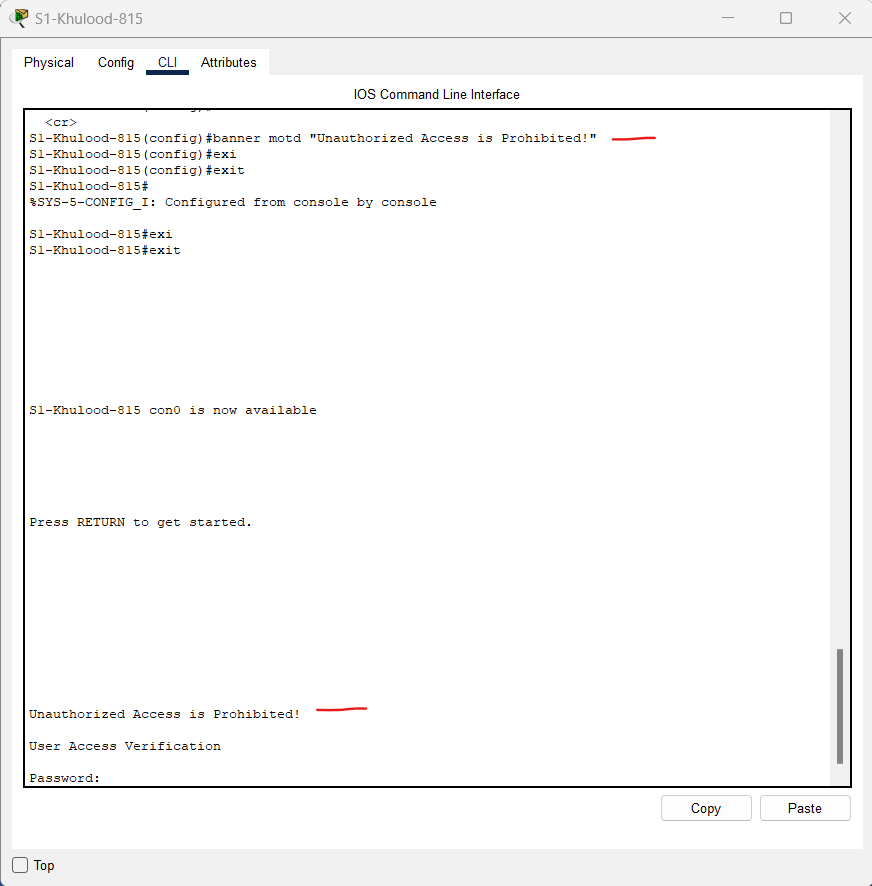 S1-Khulood-815
Physical Config CLI Attributes
IOS Command Line Interface
<cr>
S1-Khulood-815(config)#banner motd "Unauthorized Access is Prohibited!"
S1-Khulood-815(config)#exi
S1-Khulood-815(config)#exit
S1-Khulood-815#
%SYS-5-CONFIG_I: Configured from console by console
S1-Khulood-815#exi
S1-Khulood-815#exit
S1-Khulood-815 con0 is now available
Press RETURN to get started.
Unauthorized Access is Prohibited!
User Access Verification
Password:
Copy Paste
Top